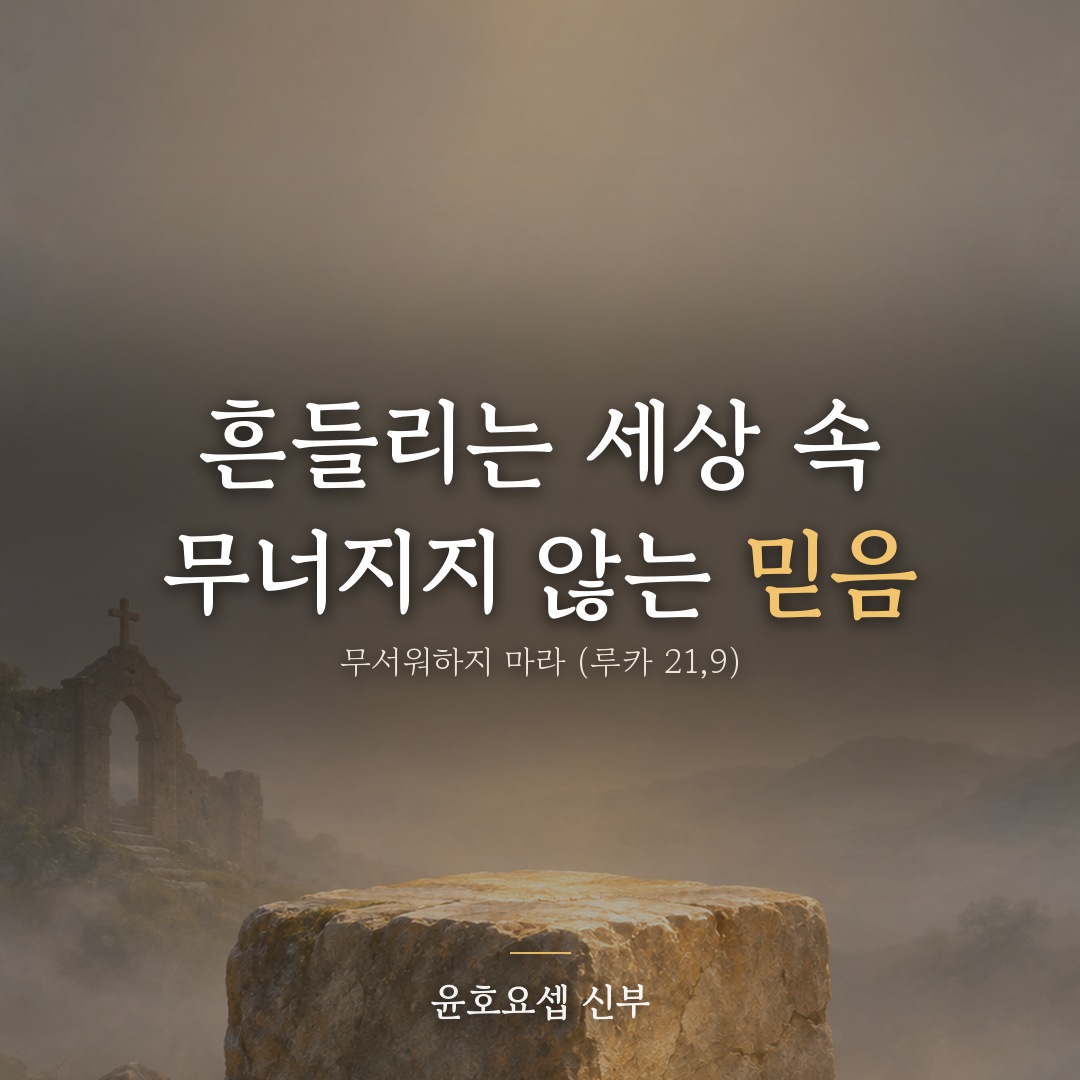 흔들리는 세상 속
무너지지 않는 믿음
무서워하지 마라 (루카 21,9)
윤호요셉 신부